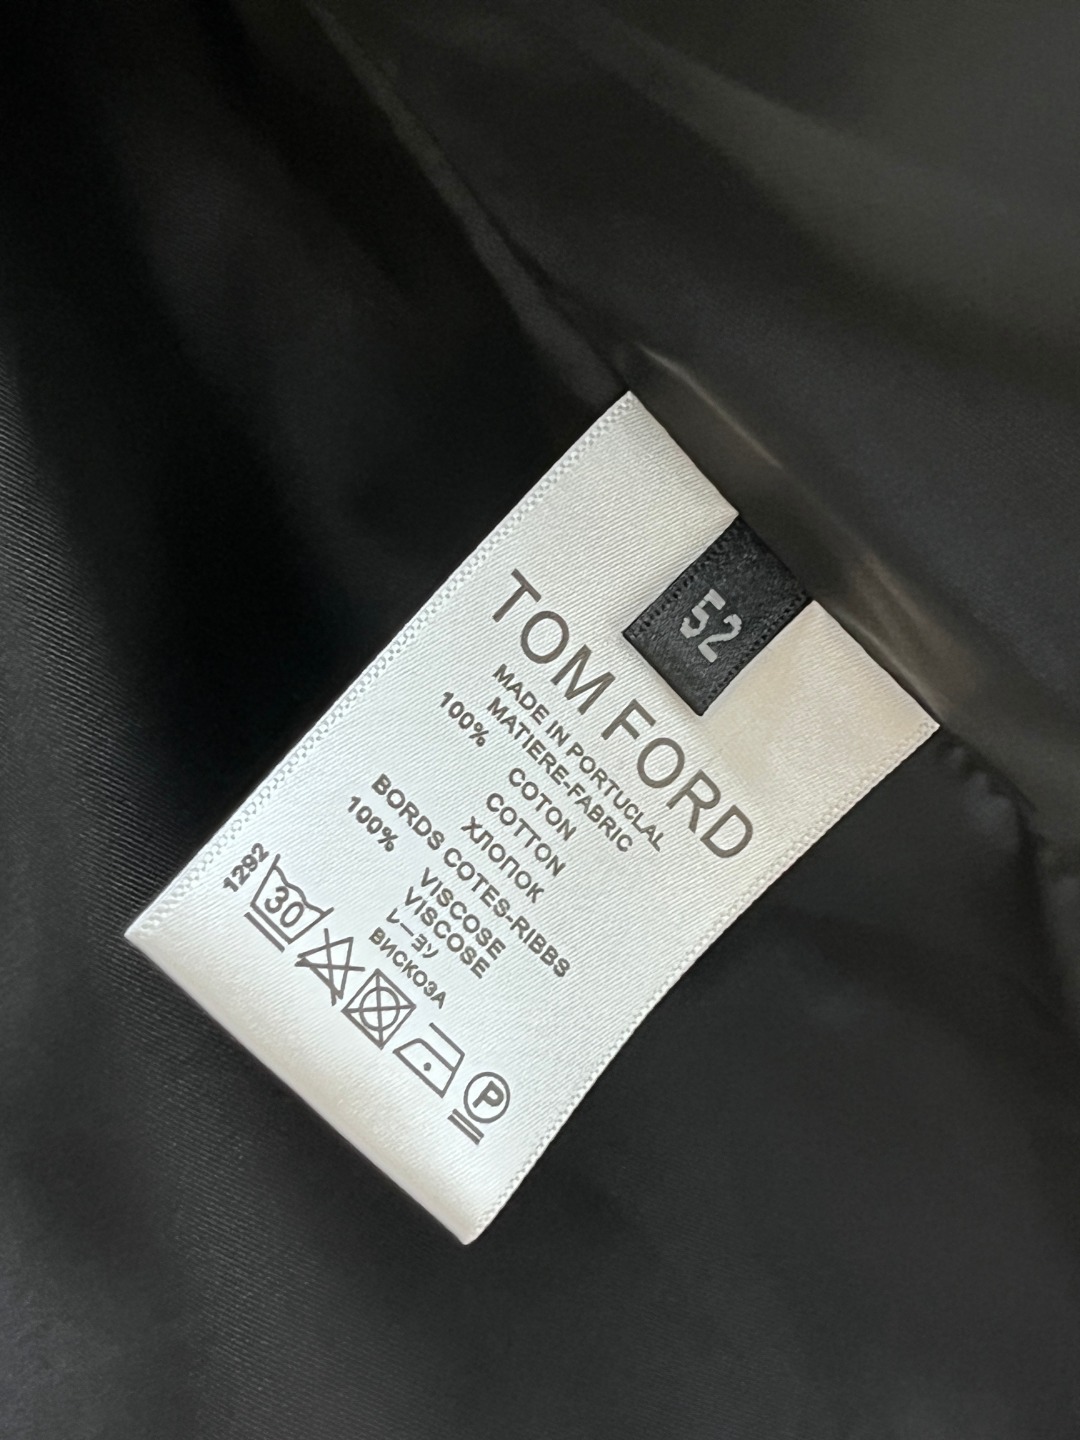 52
TOM FORD
MADE IN PORTUCLAL
MATIERE-FABRIC
100% COTON
COTTON
ХЛОПОК
BORDS COTES-RIBBS
100% VISCOSE
VISCOSE
レーヨン
ВИСКОЗА
1292
30
P